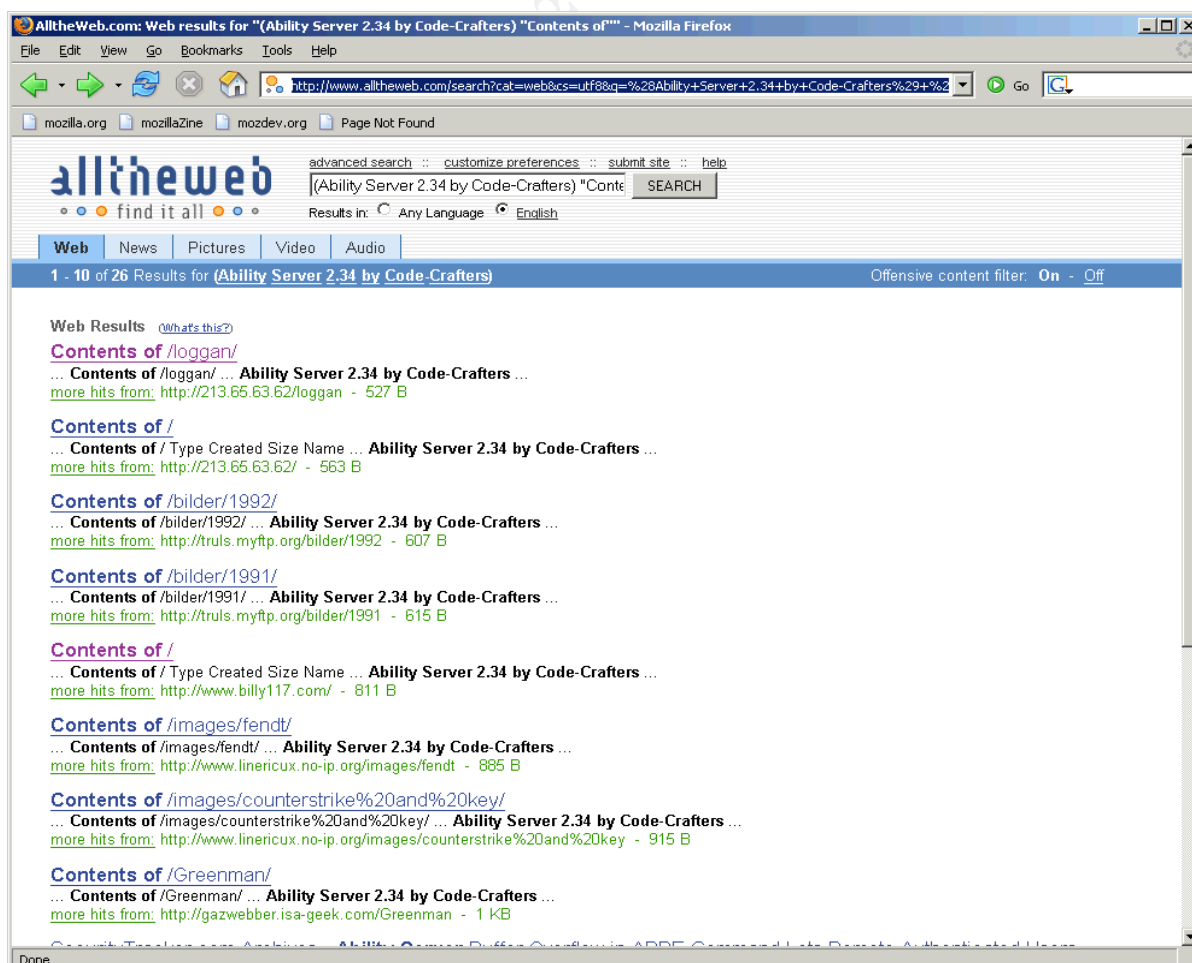 AlltheWeb.com: Web results for "(Ability Server 2.34 by Code-Crafters) "Contents of"" - Mozilla Firefox
File Edit View Go Bookmarks Tools Help
http://www.alltheweb.com/search?cat=web&cs=utf8&q=%28Ability+Server+2.34+by+Code-Crafters%29+%2 Go
mozilla.org mozillaZine mozdev.org Page Not Found
alltheweb
find it all
advanced search :: customize preferences :: submit site :: help
(Ability Server 2.34 by Code-Crafters) "Conte SEARCH
Results in: Any Language English
Web News Pictures Video Audio
1 - 10 of 26 Results for (Ability Server 2.34 by Code-Crafters) Offensive content filter: On - Off
Web Results (What's this?)
Contents of /loggan/
... Contents of /loggan/ ... Ability Server 2.34 by Code-Crafters ...
more hits from: http://213.65.63.62/loggan - 527 B
Contents of /
... Contents of / Type Created Size Name ... Ability Server 2.34 by Code-Crafters ...
more hits from: http://213.65.63.62/ - 563 B
Contents of /bilder/1992/
... Contents of /bilder/1992/ ... Ability Server 2.34 by Code-Crafters ...
more hits from: http://truls.myftp.org/bilder/1992 - 607 B
Contents of /bilder/1991/
... Contents of /bilder/1991/ ... Ability Server 2.34 by Code-Crafters ...
more hits from: http://truls.myftp.org/bilder/1991 - 615 B
Contents of /
... Contents of / Type Created Size Name ... Ability Server 2.34 by Code-Crafters ...
more hits from: http://www.billy117.com/ - 811 B
Contents of /images/fendt/
... Contents of /images/fendt/ ... Ability Server 2.34 by Code-Crafters ...
more hits from: http://www.linericux.no-ip.org/images/fendt - 885 B
Contents of /images/counterstrike%20and%20key/
... Contents of /images/counterstrike%20and%20key/ ... Ability Server 2.34 by Code-Crafters ...
more hits from: http://www.linericux.no-ip.org/images/counterstrike%20and%20key - 915 B
Contents of /Greenman/
... Contents of /Greenman/ ... Ability Server 2.34 by Code-Crafters ...
more hits from: http://gazwebber.isa-geek.com/Greenman - 1 KB
SecurityTracker.com Archives - Ability Server Buffer Overflow in APPE Command Lets Remote Authenticated Users
Done